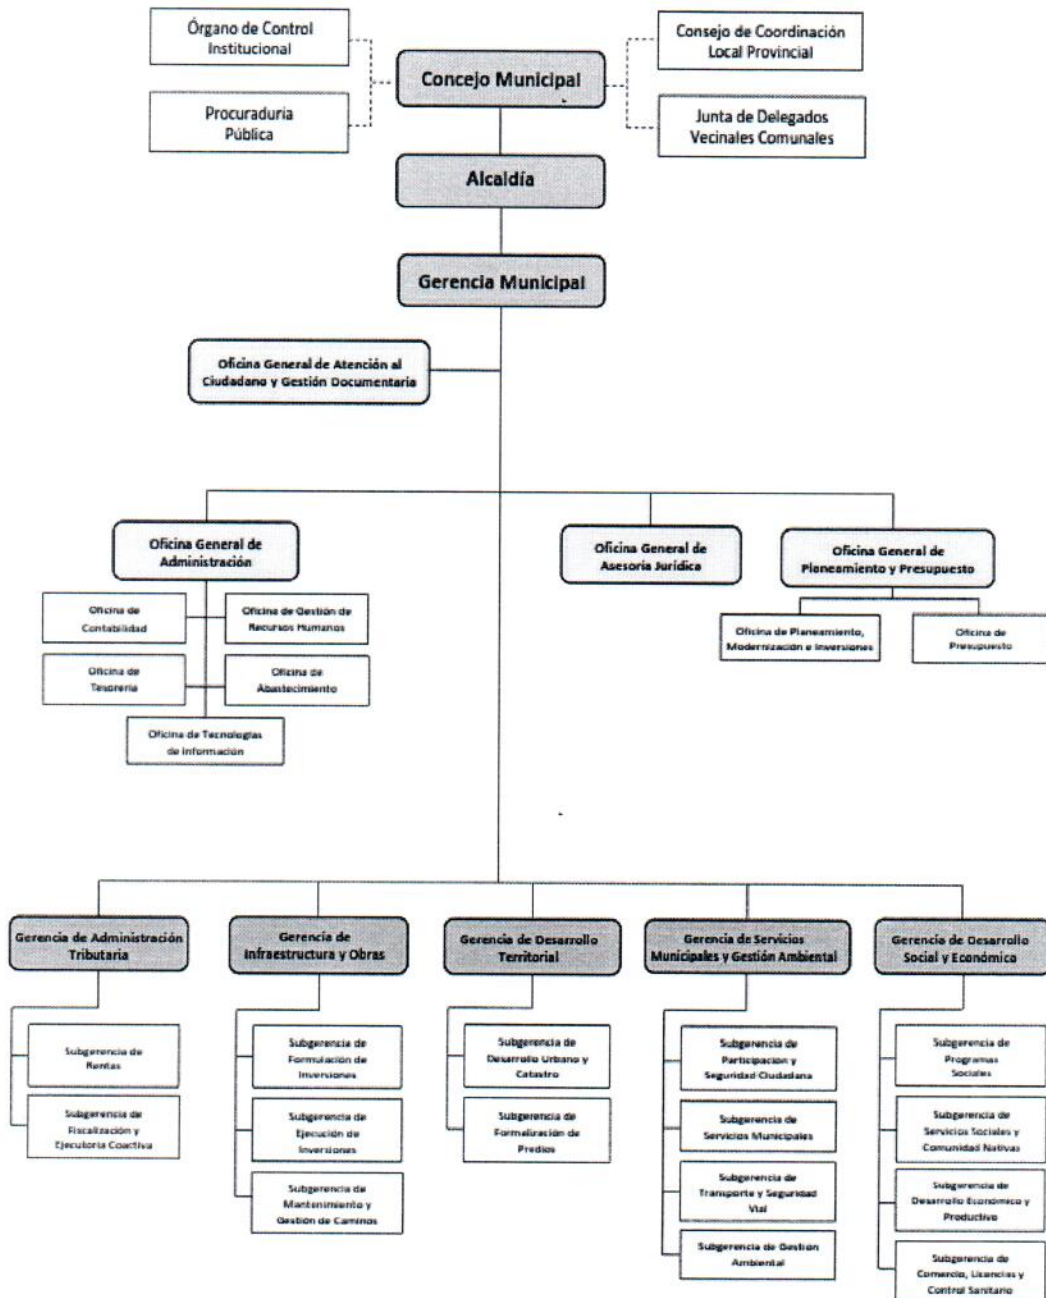 Órgano de Control
Institucional
Consejo de Coordinación
Local Provincial
Concejo Municipal
Procuraduría
Pública
Junta de Delegados
Vecinales Comunales
Alcaldía
Gerencia Municipal
Oficina General de Atención al
Ciudadano y Gestión Documentaria
Oficina General de
Administración
Oficina General de
Asesoría Jurídica
Oficina General de
Planeamiento y Presupuesto
Oficina de
Contabilidad
Oficina de Gestión de
Recursos Humanos
Oficina de Planeamiento,
Modernización e Inversiones
Oficina de
Presupuesto
Oficina de
Tesorería
Oficina de
Abastecimiento
Oficina de Tecnologías
de Información
Gerencia de Administración
Tributaria
Gerencia de
Infraestructura y Obras
Gerencia de Desarrollo
Territorial
Gerencia de Servicios
Municipales y Gestión Ambiental
Gerencia de Desarrollo
Social y Económico
Subgerencia de
Rentas
Subgerencia de
Fiscalización y
Ejecutoria Coactiva
Subgerencia de
Formulación de
Inversiones
Subgerencia de
Ejecución de
Inversiones
Subgerencia de
Mantenimiento y
Gestión de Caminos
Subgerencia de
Desarrollo Urbano y
Catastro
Subgerencia de
Formalización de
Predios
Subgerencia de
Participación y
Seguridad Ciudadana
Subgerencia de
Servicios Municipales
Subgerencia de
Transporte y Seguridad
Vial
Subgerencia de Gestión
Ambiental
Subgerencia de
Programas
Sociales
Subgerencia de
Servicios Sociales y
Comunidad Nativas
Subgerencia de
Desarrollo Económico y
Productivo
Subgerencia de
Comercio, Licencias y
Control Sanitario